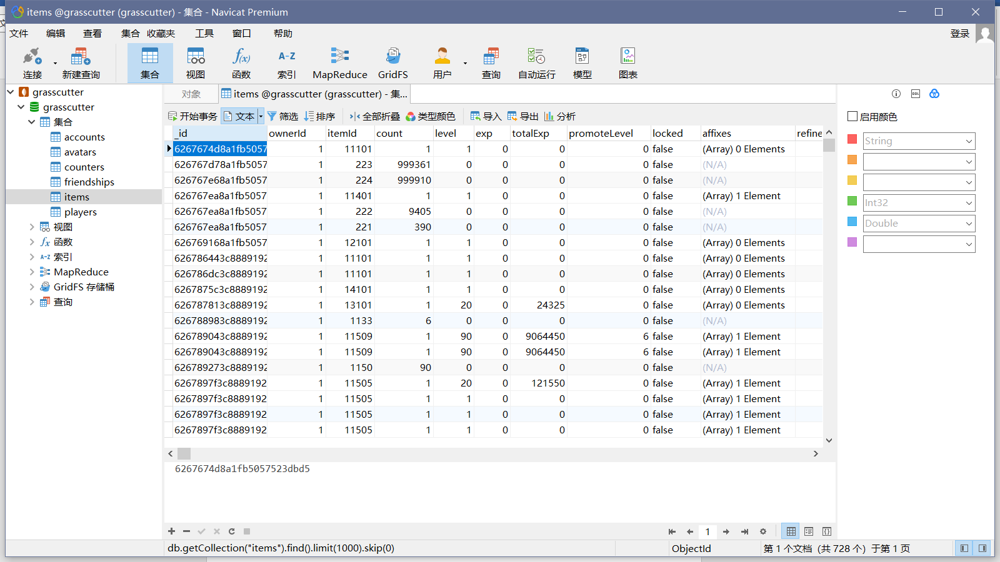 items @grasscutter (grasscutter) - 集合 - Navicat Premium
文件 编辑 查看 集合 收藏夹 工具 窗口 帮助 登录
连接 新建查询 集合 视图 函数 索引 MapReduce GridFS 用户 查询 自动运行 模型 图表
grasscutter
grasscutter
集合
accounts
avatars
counters
friendships
items
players
视图
函数
索引
MapReduce
GridFS 存储桶
查询
对象 items @grasscutter (grasscutter) - 集...
开始事务 文本 筛选 排序 全部折叠 类型颜色 导入 导出 分析
_id ownerId itemId count level exp totalExp promoteLevel locked affixes refine
6267674d8a1fb5057 1 11101 1 1 0 0 0 false (Array) 0 Elements
626767d78a1fb5057 1 223 999361 0 0 0 0 false (N/A)
626767e68a1fb5057 1 224 999910 0 0 0 0 false (N/A)
626767ea8a1fb5057 1 11401 1 1 0 0 0 false (Array) 1 Element
626767ea8a1fb5057 1 222 9405 0 0 0 0 false (N/A)
626767ea8a1fb5057 1 221 390 0 0 0 0 false (N/A)
626769168a1fb5057 1 12101 1 1 0 0 0 false (Array) 0 Elements
626786443c8889192 1 11101 1 1 0 0 0 false (Array) 0 Elements
626786dc3c8889192 1 11101 1 1 0 0 0 false (Array) 0 Elements
6267875c3c8889192 1 14101 1 1 0 0 0 false (Array) 0 Elements
626787813c8889192 1 13101 1 20 0 24325 0 false (Array) 0 Elements
626788983c8889192 1 1133 6 0 0 0 0 false (N/A)
626789043c8889192 1 11509 1 90 0 9064450 6 false (Array) 1 Element
626789043c8889192 1 11509 1 90 0 9064450 6 false (Array) 1 Element
626789273c8889192 1 1150 90 0 0 0 0 false (N/A)
6267897f3c8889192 1 11505 1 20 0 121550 0 false (Array) 1 Element
6267897f3c8889192 1 11505 1 1 0 0 0 false (Array) 1 Element
6267897f3c8889192 1 11505 1 1 0 0 0 false (Array) 1 Element
6267897f3c8889192 1 11505 1 1 0 0 0 false (Array) 1 Element
6267674d8a1fb5057523dbd5
1
db.getCollection("items").find().limit(1000).skip(0) ObjectId 第 1 个文档 (共 728 个) 于第 1 页
启用颜色
String
Int32
Double